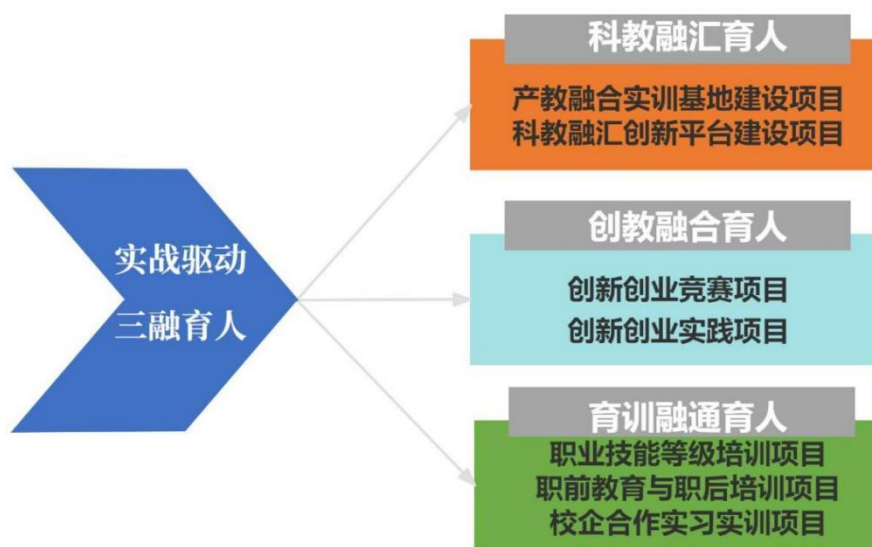 实战驱动
三融育人
科教融汇育人
产教融合实训基地建设项目
科教融汇创新平台建设项目
创教融合育人
创新创业竞赛项目
创新创业实践项目
育训融通育人
职业技能等级培训项目
职前教育与职后培训项目
校企合作实习实训项目